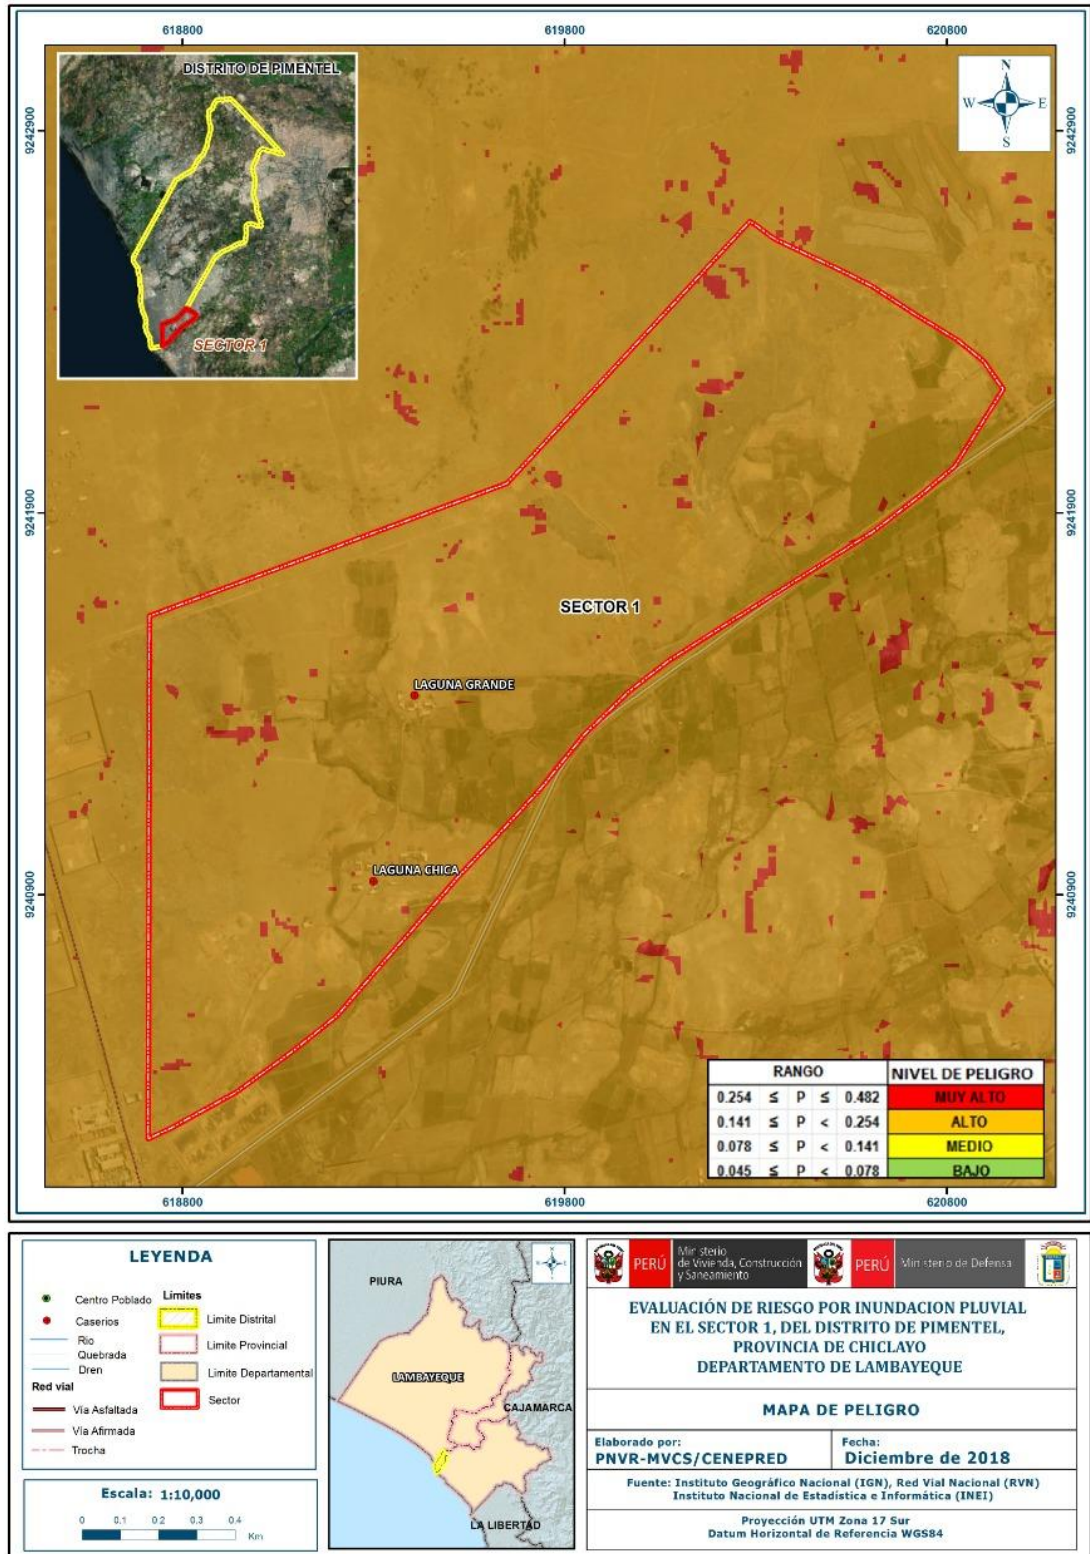 618800
619800
620800
DISTRITO DE PIMENTEL
N
W
E
S
9242900
9242900
SECTOR 1
9241900
9241900
SECTOR 1
LAGUNA GRANDE
LAGUNA CHICA
9240900
9240900
RANGO NIVEL DE PELIGRO
0.254 ≤ P ≤ 0.482 MUY ALTO
0.141 ≤ P < 0.254 ALTO
0.078 ≤ P < 0.141 MEDIO
0.045 ≤ P < 0.078 BAJO
618800
619800
620800
LEYENDA
Centro Poblado
Caserios
Rio
Quebrada
Dren
Red vial
Vía Asfaltada
Vía Afirmada
Trocha
Limites
Limite Distrital
Limite Provincial
Limite Departamental
Sector
Escala: 1:10,000
0 0.1 0.2 0.3 0.4
Km
PIURA
LAMBAYEQUE
CAJAMARCA
LA LIBERTAD
PERÚ
Ministerio
de Vivienda, Construcción
y Saneamiento
PERÚ
Ministerio de Defensa
EVALUACIÓN DE RIESGO POR INUNDACION PLUVIAL
EN EL SECTOR 1, DEL DISTRITO DE PIMENTEL,
PROVINCIA DE CHICLAYO
DEPARTAMENTO DE LAMBAYEQUE
MAPA DE PELIGRO
Elaborado por:
PNVR-MVCS/CENEPRED
Fecha:
Diciembre de 2018
Fuente: Instituto Geográfico Nacional (IGN), Red Vial Nacional (RVN)
Instituto Nacional de Estadística e Informática (INEI)
Proyección UTM Zona 17 Sur
Datum Horizontal de Referencia WGS84